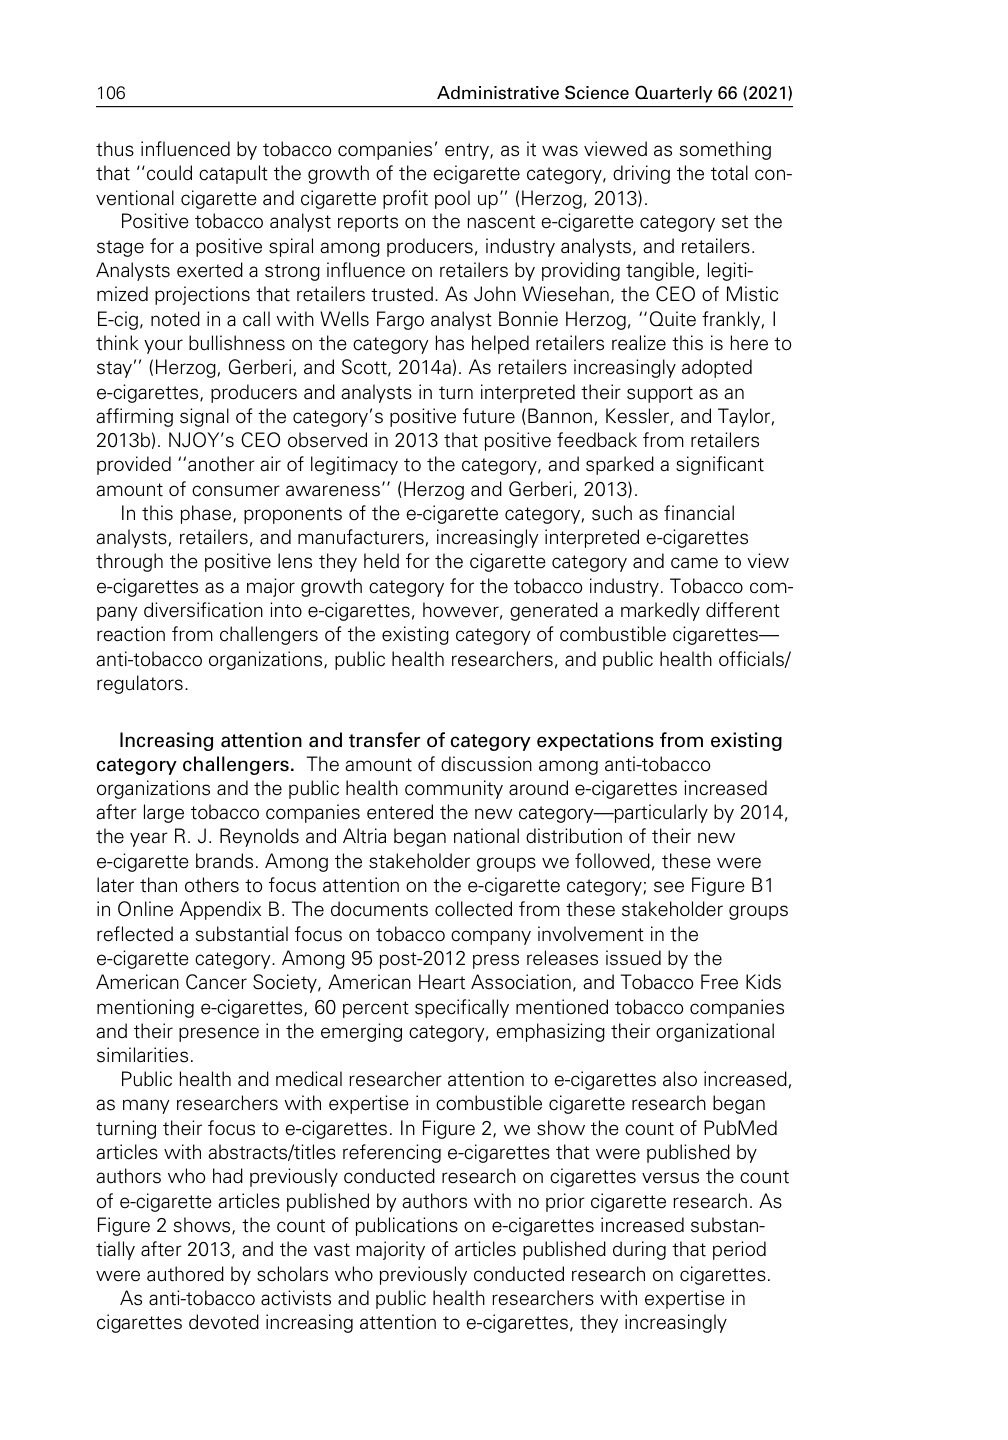 106
Administrative Science Quarterly 66 (2021)
thus influenced by tobacco companies’ entry, as it was viewed as something
that ‘‘could catapult the growth of the ecigarette category, driving the total con-
ventional cigarette and cigarette profit pool up’’ (Herzog, 2013).
Positive tobacco analyst reports on the nascent e-cigarette category set the
stage for a positive spiral among producers, industry analysts, and retailers.
Analysts exerted a strong influence on retailers by providing tangible, legiti-
mized projections that retailers trusted. As John Wiesehan, the CEO of Mistic
E-cig, noted in a call with Wells Fargo analyst Bonnie Herzog, ‘‘Quite frankly, I
think your bullishness on the category has helped retailers realize this is here to
stay’’ (Herzog, Gerberi, and Scott, 2014a). As retailers increasingly adopted
e-cigarettes, producers and analysts in turn interpreted their support as an
affirming signal of the category’s positive future (Bannon, Kessler, and Taylor,
2013b). NJOY’s CEO observed in 2013 that positive feedback from retailers
provided ‘‘another air of legitimacy to the category, and sparked a significant
amount of consumer awareness’’ (Herzog and Gerberi, 2013).
In this phase, proponents of the e-cigarette category, such as financial
analysts, retailers, and manufacturers, increasingly interpreted e-cigarettes
through the positive lens they held for the cigarette category and came to view
e-cigarettes as a major growth category for the tobacco industry. Tobacco com-
pany diversification into e-cigarettes, however, generated a markedly different
reaction from challengers of the existing category of combustible cigarettes—
anti-tobacco organizations, public health researchers, and public health officials/
regulators.
Increasing attention and transfer of category expectations from existing
category challengers. The amount of discussion among anti-tobacco
organizations and the public health community around e-cigarettes increased
after large tobacco companies entered the new category—particularly by 2014,
the year R. J. Reynolds and Altria began national distribution of their new
e-cigarette brands. Among the stakeholder groups we followed, these were
later than others to focus attention on the e-cigarette category; see Figure B1
in Online Appendix B. The documents collected from these stakeholder groups
reflected a substantial focus on tobacco company involvement in the
e-cigarette category. Among 95 post-2012 press releases issued by the
American Cancer Society, American Heart Association, and Tobacco Free Kids
mentioning e-cigarettes, 60 percent specifically mentioned tobacco companies
and their presence in the emerging category, emphasizing their organizational
similarities.
Public health and medical researcher attention to e-cigarettes also increased,
as many researchers with expertise in combustible cigarette research began
turning their focus to e-cigarettes. In Figure 2, we show the count of PubMed
articles with abstracts/titles referencing e-cigarettes that were published by
authors who had previously conducted research on cigarettes versus the count
of e-cigarette articles published by authors with no prior cigarette research. As
Figure 2 shows, the count of publications on e-cigarettes increased substan-
tially after 2013, and the vast majority of articles published during that period
were authored by scholars who previously conducted research on cigarettes.
As anti-tobacco activists and public health researchers with expertise in
cigarettes devoted increasing attention to e-cigarettes, they increasingly